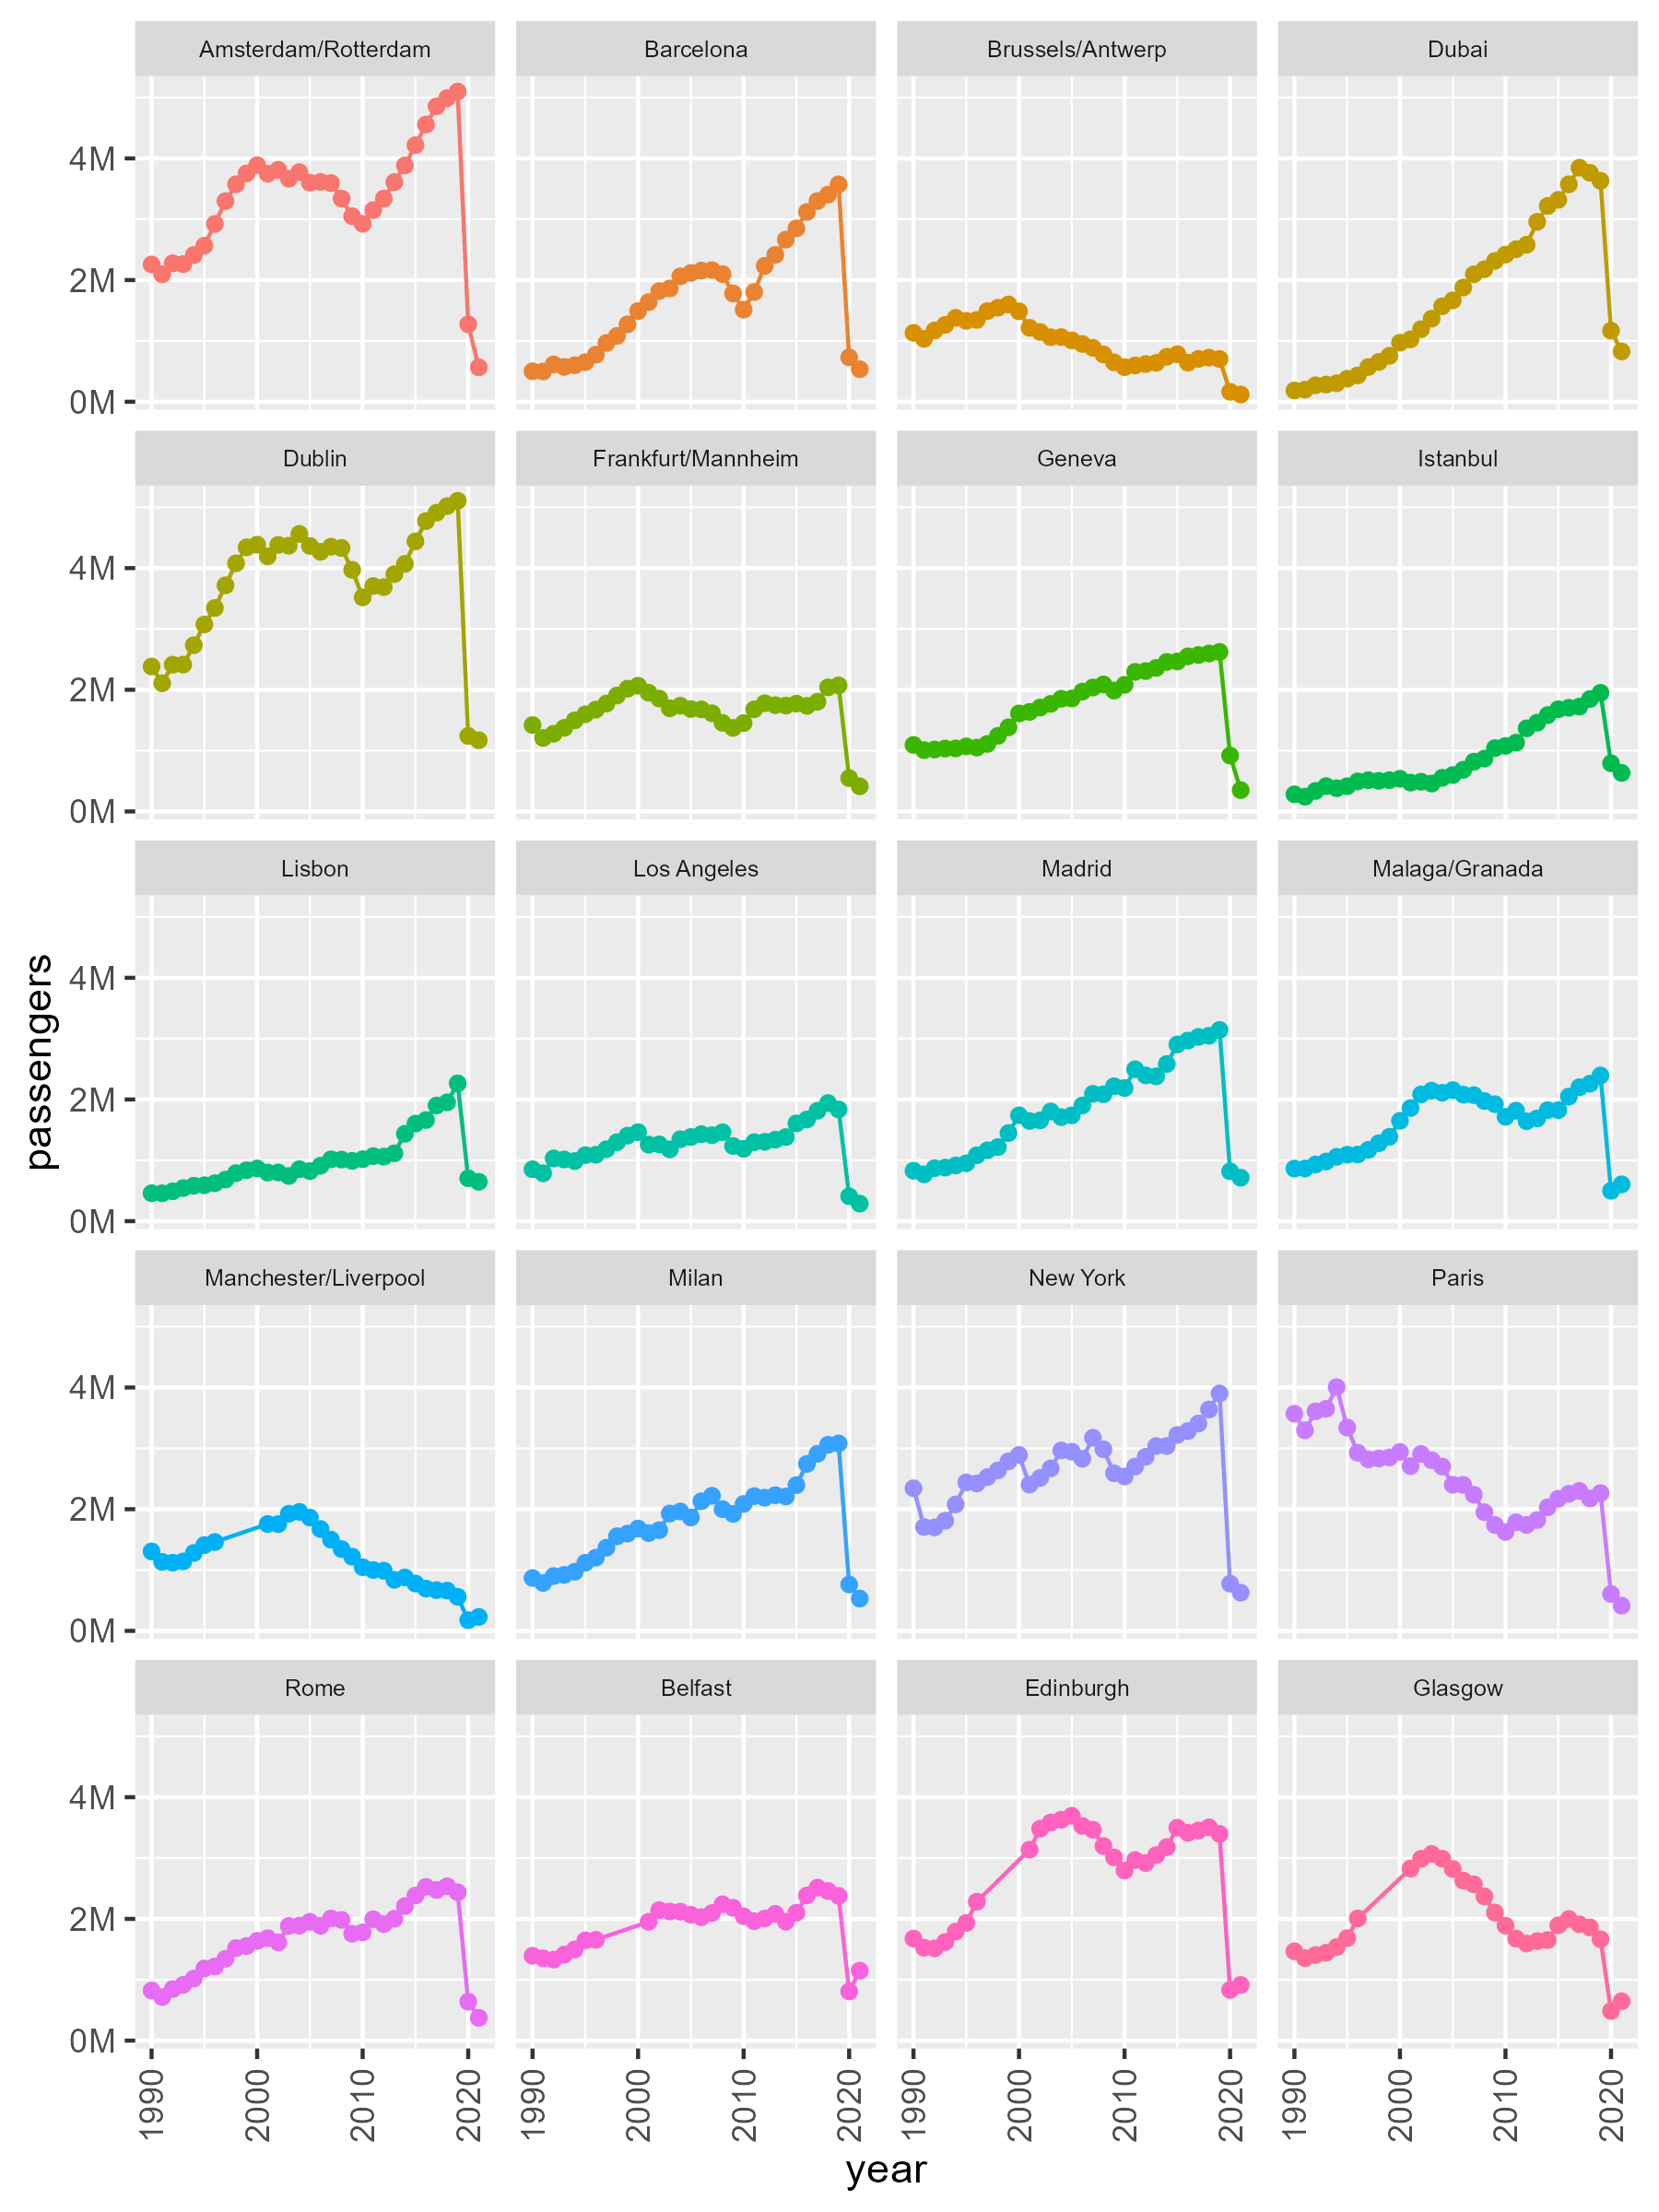 Amsterdam/Rotterdam
Barcelona
Brussels/Antwerp
Dubai
4M
2M
0M
Dublin
Frankfurt/Mannheim
Geneva
Istanbul
4M
2M
0M
Lisbon
Los Angeles
Madrid
Malaga/Granada
4M
2M
0M
passengers
Manchester/Liverpool
Milan
New York
Paris
4M
2M
0M
Rome
Belfast
Edinburgh
Glasgow
4M
2M
0M
1990
2000
2010
2020
1990
2000
2010
2020
1990
2000
2010
2020
1990
2000
2010
2020
year